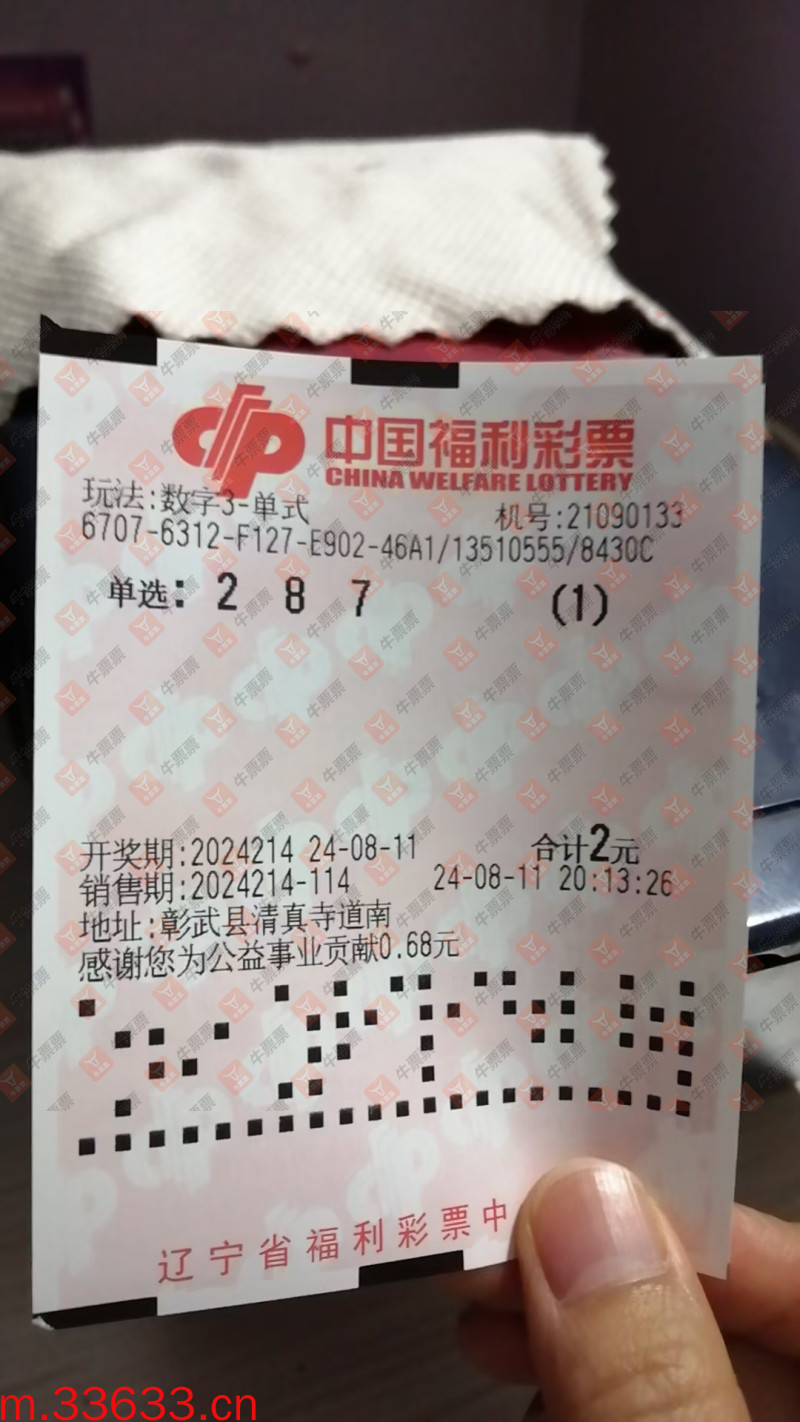 中国福利彩票
CHINA WELFARE LOTTERY
玩法:数字3-单式 机号:21090133
6707-6312-F127-E902-46A1/13510555/8430C
单选: 2 8 7 (1)
开奖期:2024214 24-08-11 合计2元
销售期:2024214-114 24-08-11 20:13:26
地址:彰武县清真寺道南
感谢您为公益事业贡献0.68元
辽宁省福利彩票中
m.33633.cn
牛票票